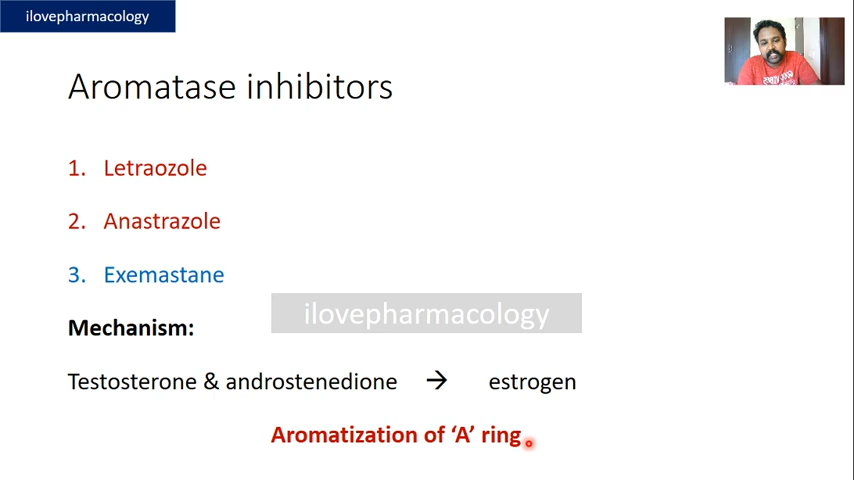 ilovepharmacology
Aromatase inhibitors
1. Letraozole
2. Anastrazole
3. Exemastane
ilovepharmacology
Mechanism:
Testosterone & androstenedione → estrogen
Aromatization of ‘A’ ring